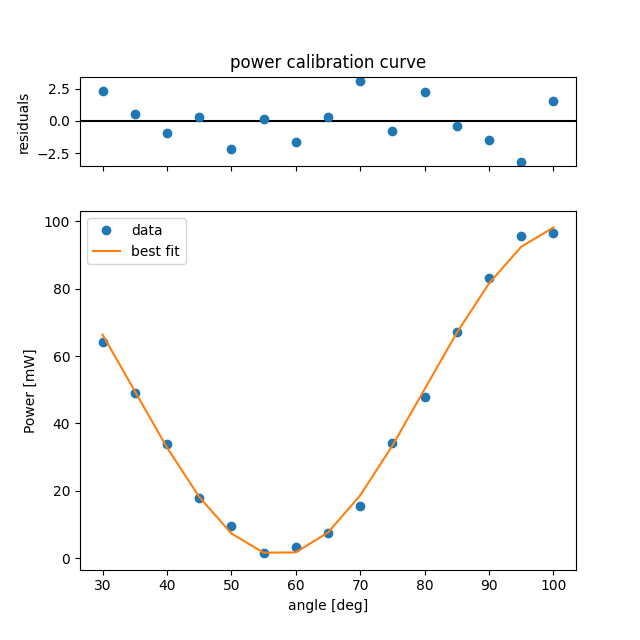 power calibration curve
residuals
2.5
0.0
−2.5
data
best fit
Power [mW]
100
80
60
40
20
0
30 40 50 60 70 80 90 100
angle [deg]